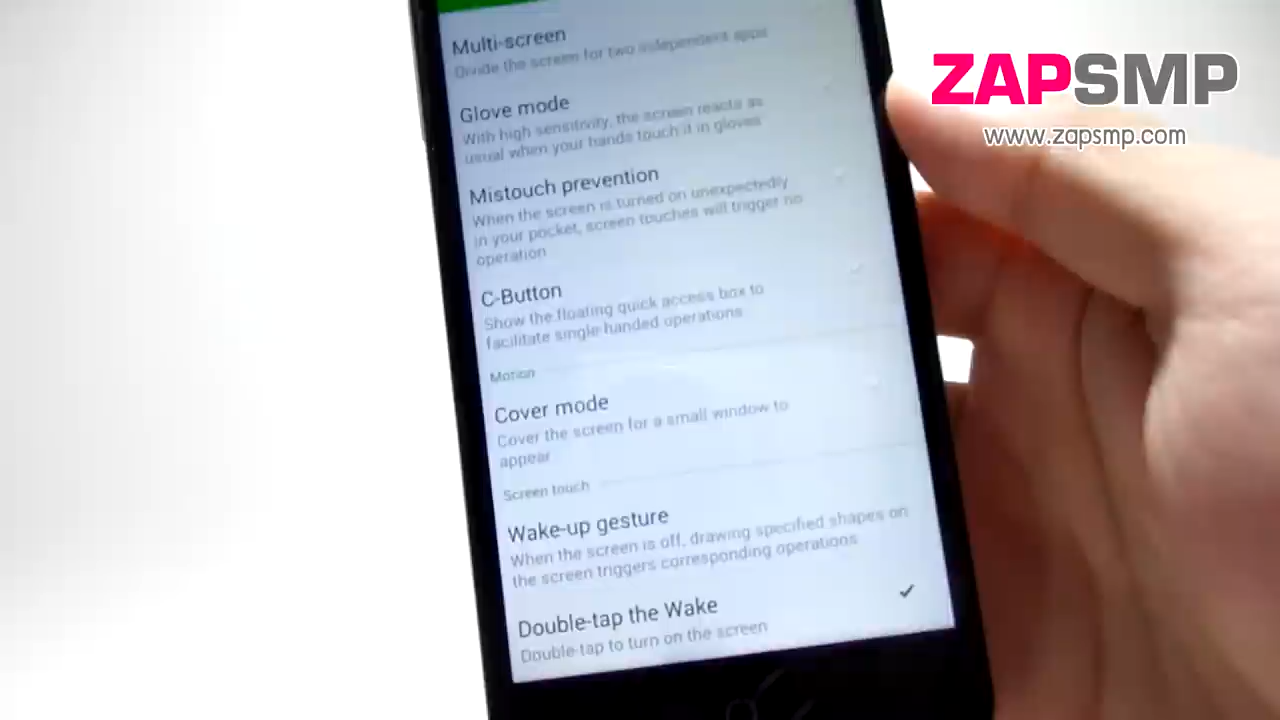 ZAPSMP
www.zapsmp.com
Multi-screen
Divide the screen for two independent apps
Glove mode
With high sensitivity, the screen reacts as
usual when your hands touch it in gloves
Mistouch prevention
When the screen is turned on unexpectedly
in your pocket, screen touches will trigger no
operation
C-Button
Show the floating quick access box to
facilitate single-handed operations
Motion
Cover mode
Cover the screen for a small window to
appear
Screen touch
Wake-up gesture
When the screen is off, drawing specified shapes on
the screen triggers corresponding operations
Double-tap the Wake
Double-tap to turn on the screen